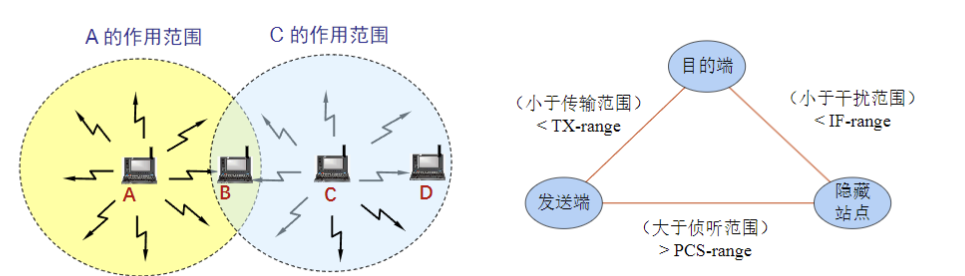 A 的作用范围
C 的作用范围
A
B
C
D
目的端
（小于传输范围）
< TX-range
（小于干扰范围）
< IF-range
发送端
隐藏
站点
（大于侦听范围）
> PCS-range